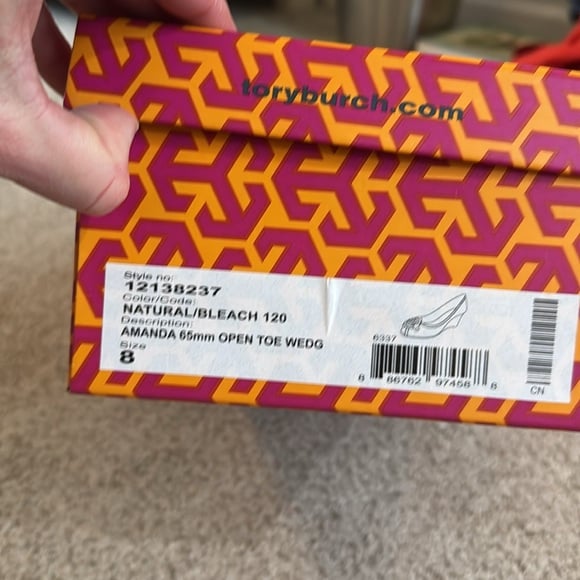 toryburch.com
Style no:
12138237
Color/Code:
NATURAL/BLEACH 120
Description:
AMANDA 65mm OPEN TOE WEDG
Size
8
6337
8 86762 97458 8
CN